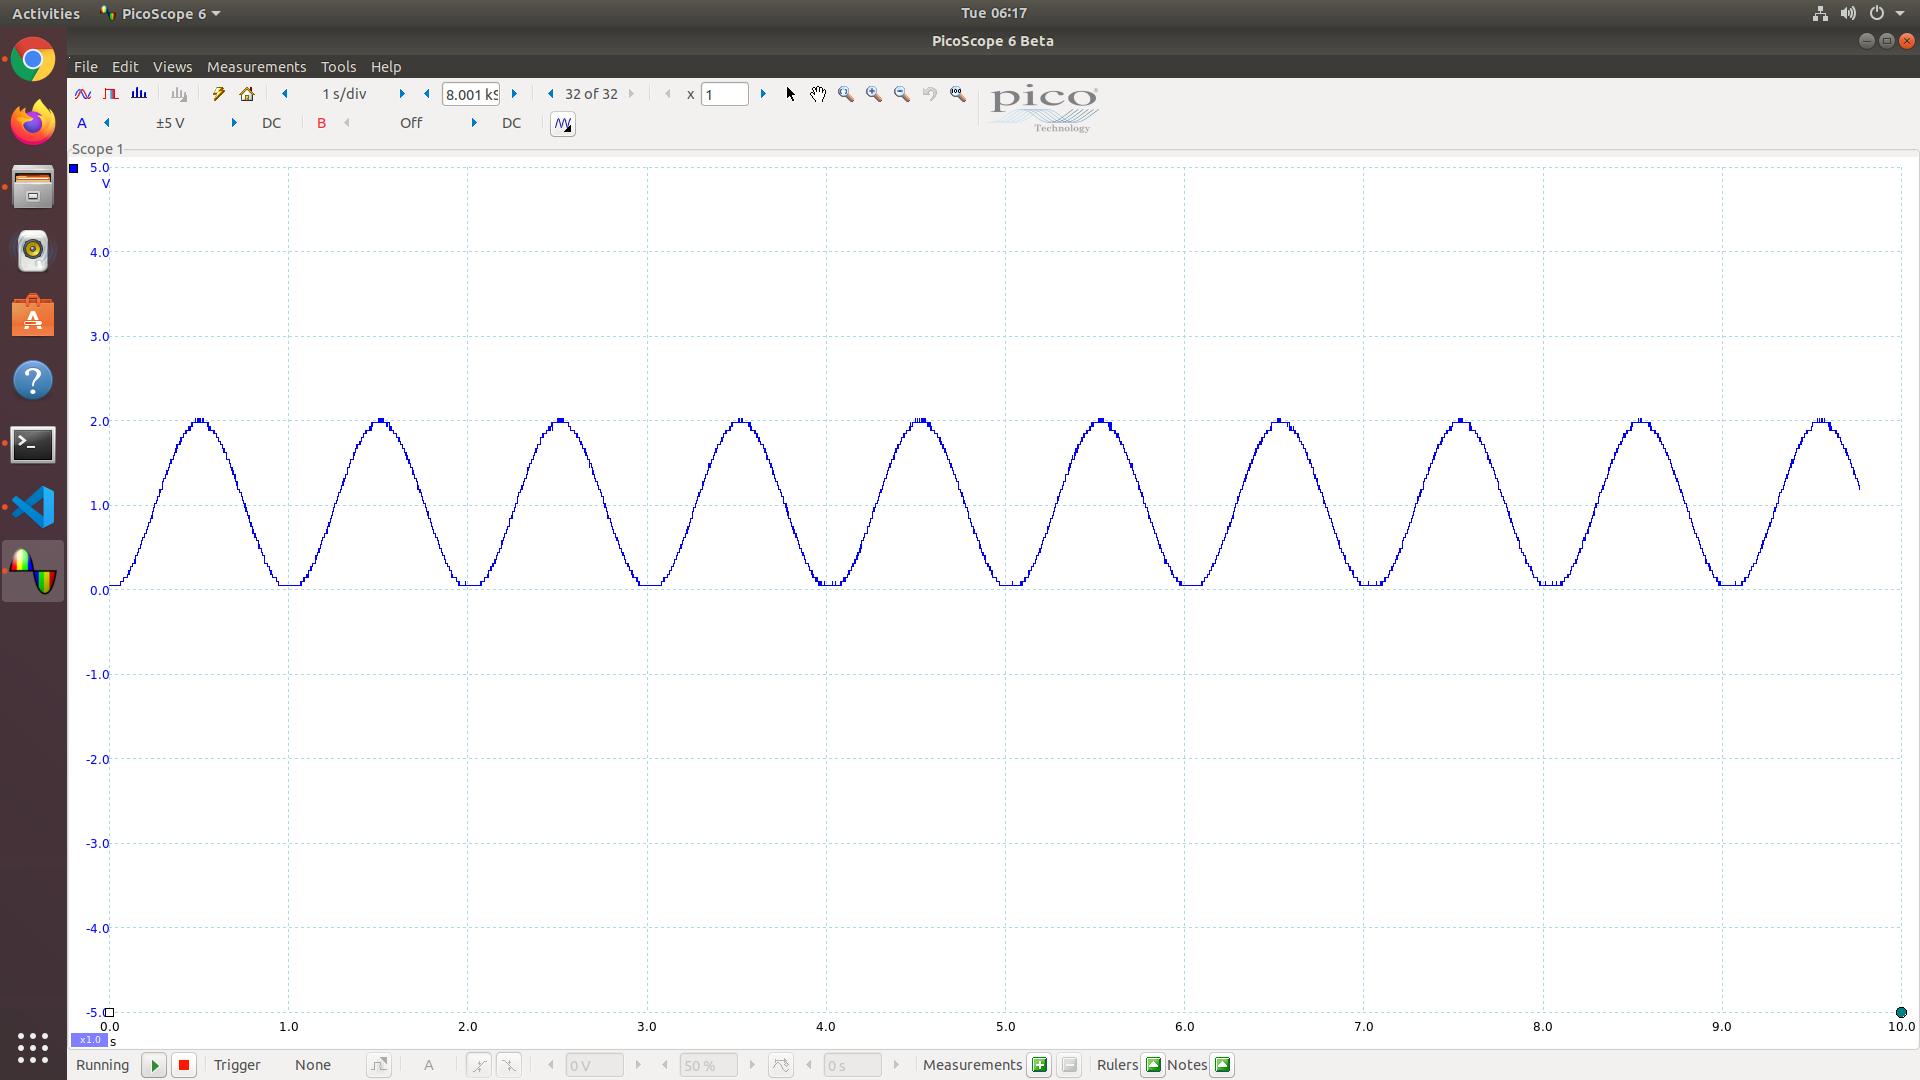 Activities PicoScope 6 Tue 06:17
PicoScope 6 Beta
File Edit Views Measurements Tools Help
1 s/div 8.001 kS 32 of 32 x 1
pico
Technology
A ±5 V DC B Off DC
Scope 1
5.0
V
4.0
3.0
2.0
1.0
0.0
-1.0
-2.0
-3.0
-4.0
-5.0
0.0 1.0 2.0 3.0 4.0 5.0 6.0 7.0 8.0 9.0 10.0
x1.0 s
Running Trigger None A 0 V 50 % 0 s Measurements Rulers Notes